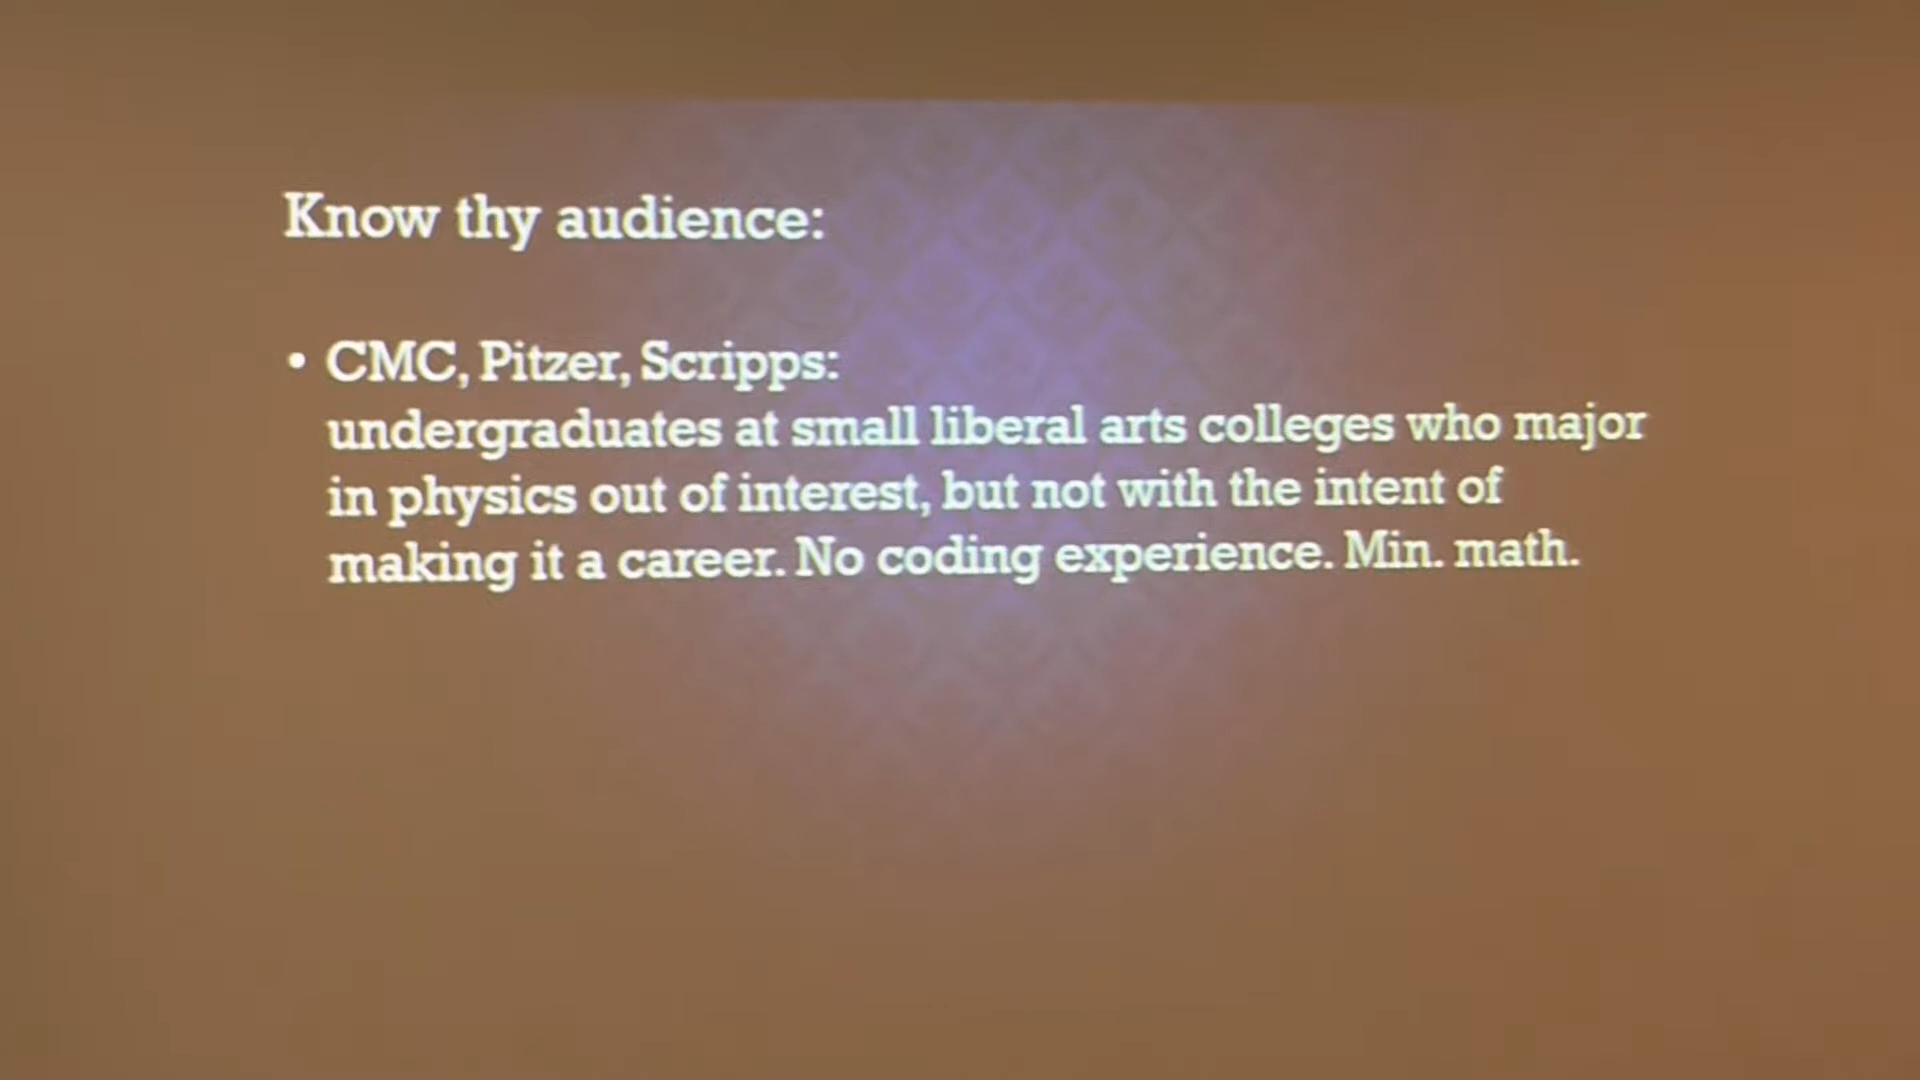 Know thy audience:
• CMC, Pitzer, Scripps:
undergraduates at small liberal arts colleges who major
in physics out of interest, but not with the intent of
making it a career. No coding experience. Min. math.